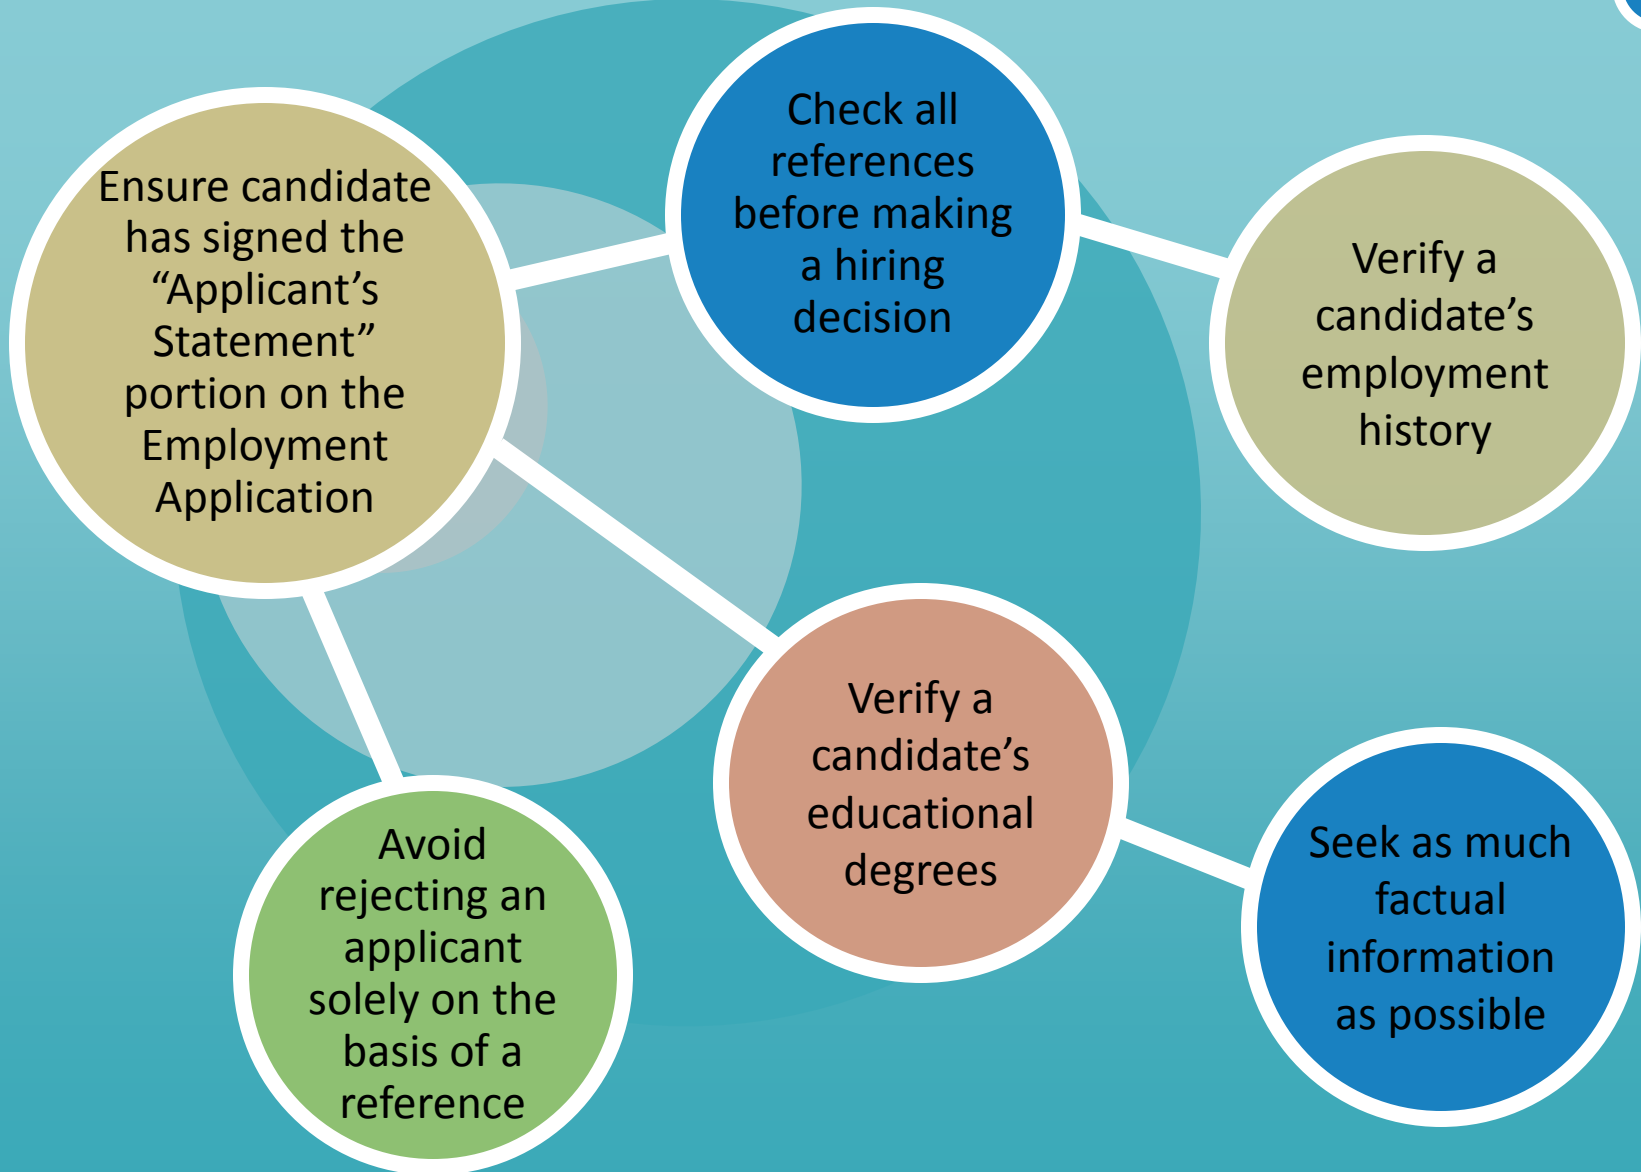 Ensure candidate
has signed the
“Applicant’s
Statement”
portion on the
Employment
Application
Check all
references
before making
a hiring
decision
Verify a
candidate’s
employment
history
Verify a
candidate’s
educational
degrees
Avoid
rejecting an
applicant
solely on the
basis of a
reference
Seek as much
factual
information
as possible